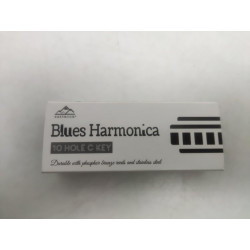 Blues Harmonica
10 HOLE C KEY
Durable with phosphor bronze reeds and stainless steel